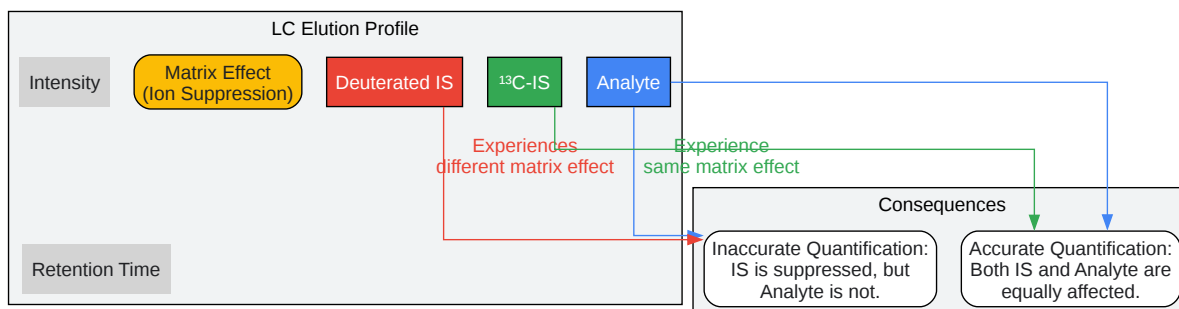 LC Elution Profile
Intensity
Matrix Effect
(Ion Suppression)
Deuterated IS
¹³C-IS
Analyte
Experiences
different matrix effect
Experience
same matrix effect
Retention Time
Consequences
Inaccurate Quantification:
IS is suppressed, but
Analyte is not.
Accurate Quantification:
Both IS and Analyte are
equally affected.